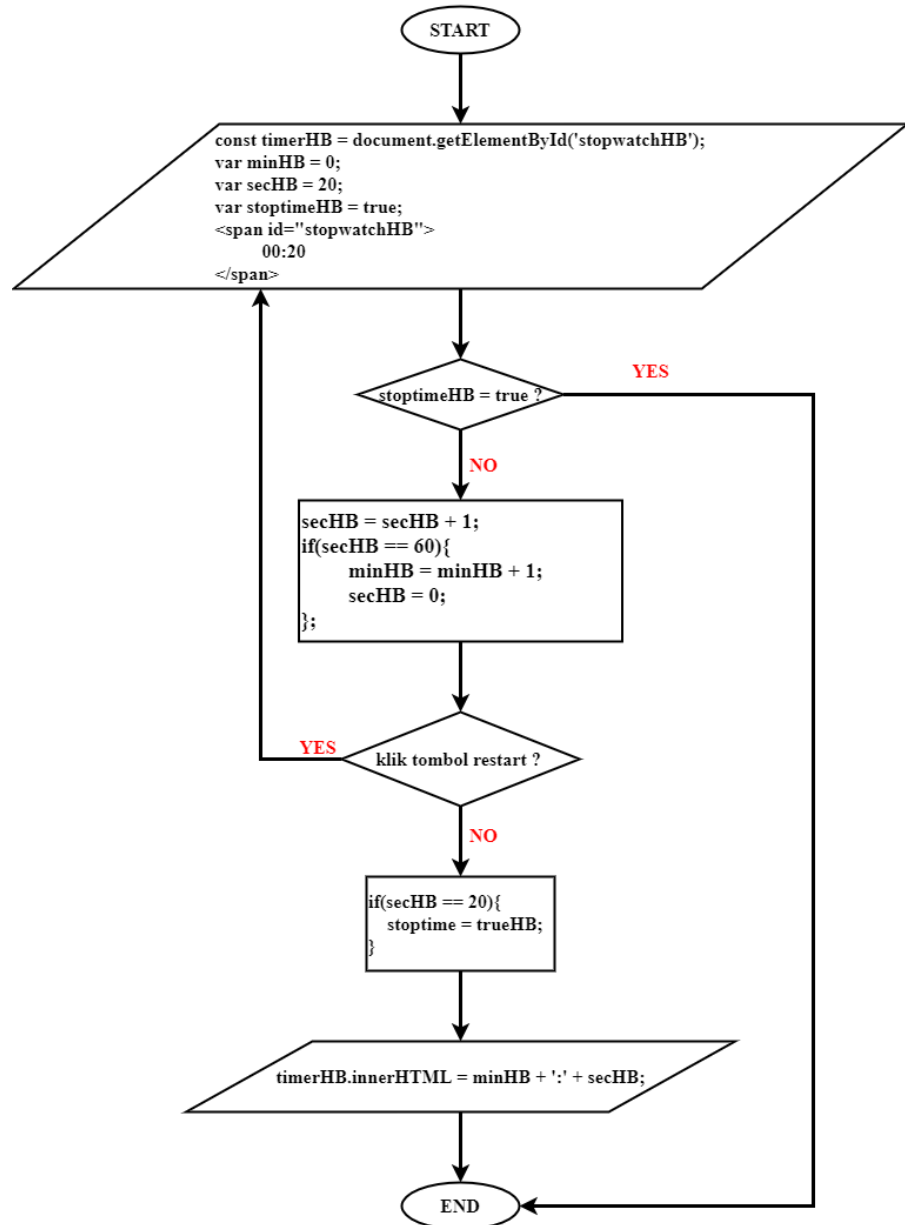 START
const timerHB = document.getElementById('stopwatchHB');
var minHB = 0;
var secHB = 20;
var stoptimeHB = true;
<span id="stopwatchHB">
00:20
</span>
stoptimeHB = true ?
YES
NO
secHB = secHB + 1;
if(secHB == 60){
minHB = minHB + 1;
secHB = 0;
};
YES
klik tombol restart ?
NO
if(secHB == 20){
stoptime = trueHB;
}
timerHB.innerHTML = minHB + ':' + secHB;
END